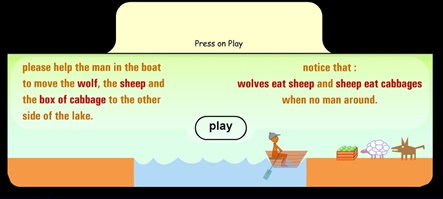 Press on Play
please help the man in the boat
to move the wolf, the sheep and
the box of cabbage to the other
side of the lake.
notice that :
wolves eat sheep and sheep eat cabbages
when no man around.
play